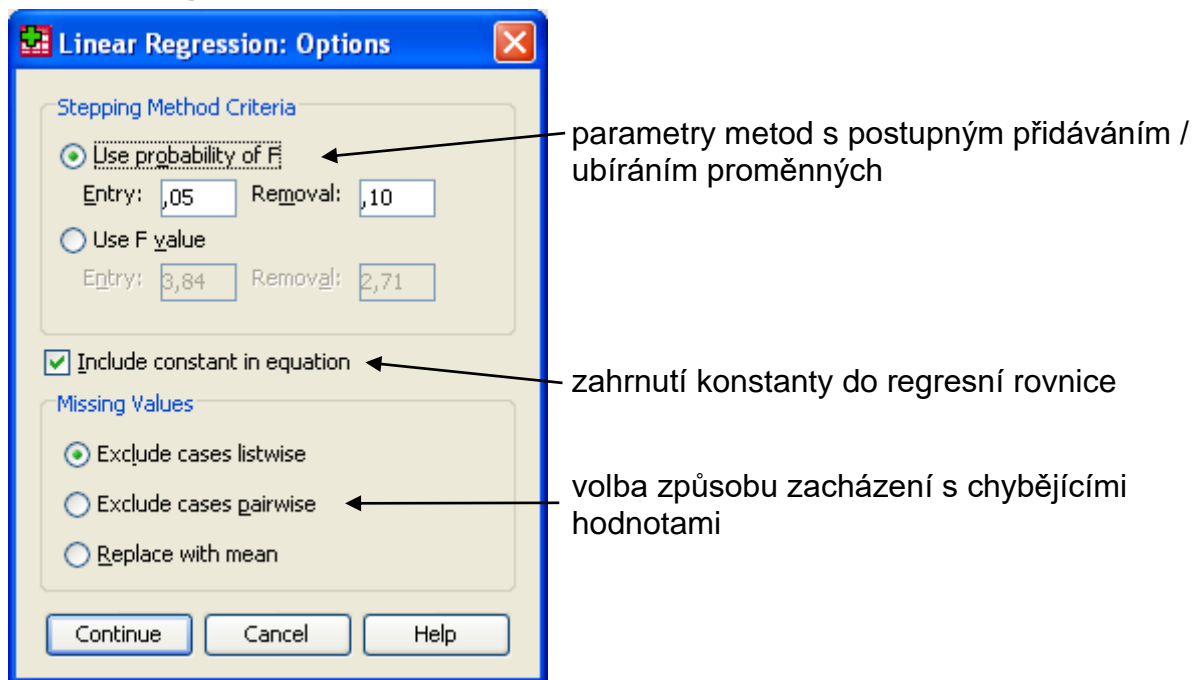 Linear Regression: Options
Stepping Method Criteria
Use probability of F
Entry: ,05 Removal: ,10
Use F value
Entry: 3,84 Removal: 2,71
Include constant in equation
Missing Values
Exclude cases listwise
Exclude cases pairwise
Replace with mean
Continue Cancel Help
parametry metod s postupným přidáváním /
ubíráním proměnných
zahrnutí konstanty do regresní rovnice
volba způsobu zacházení s chybějícími
hodnotami